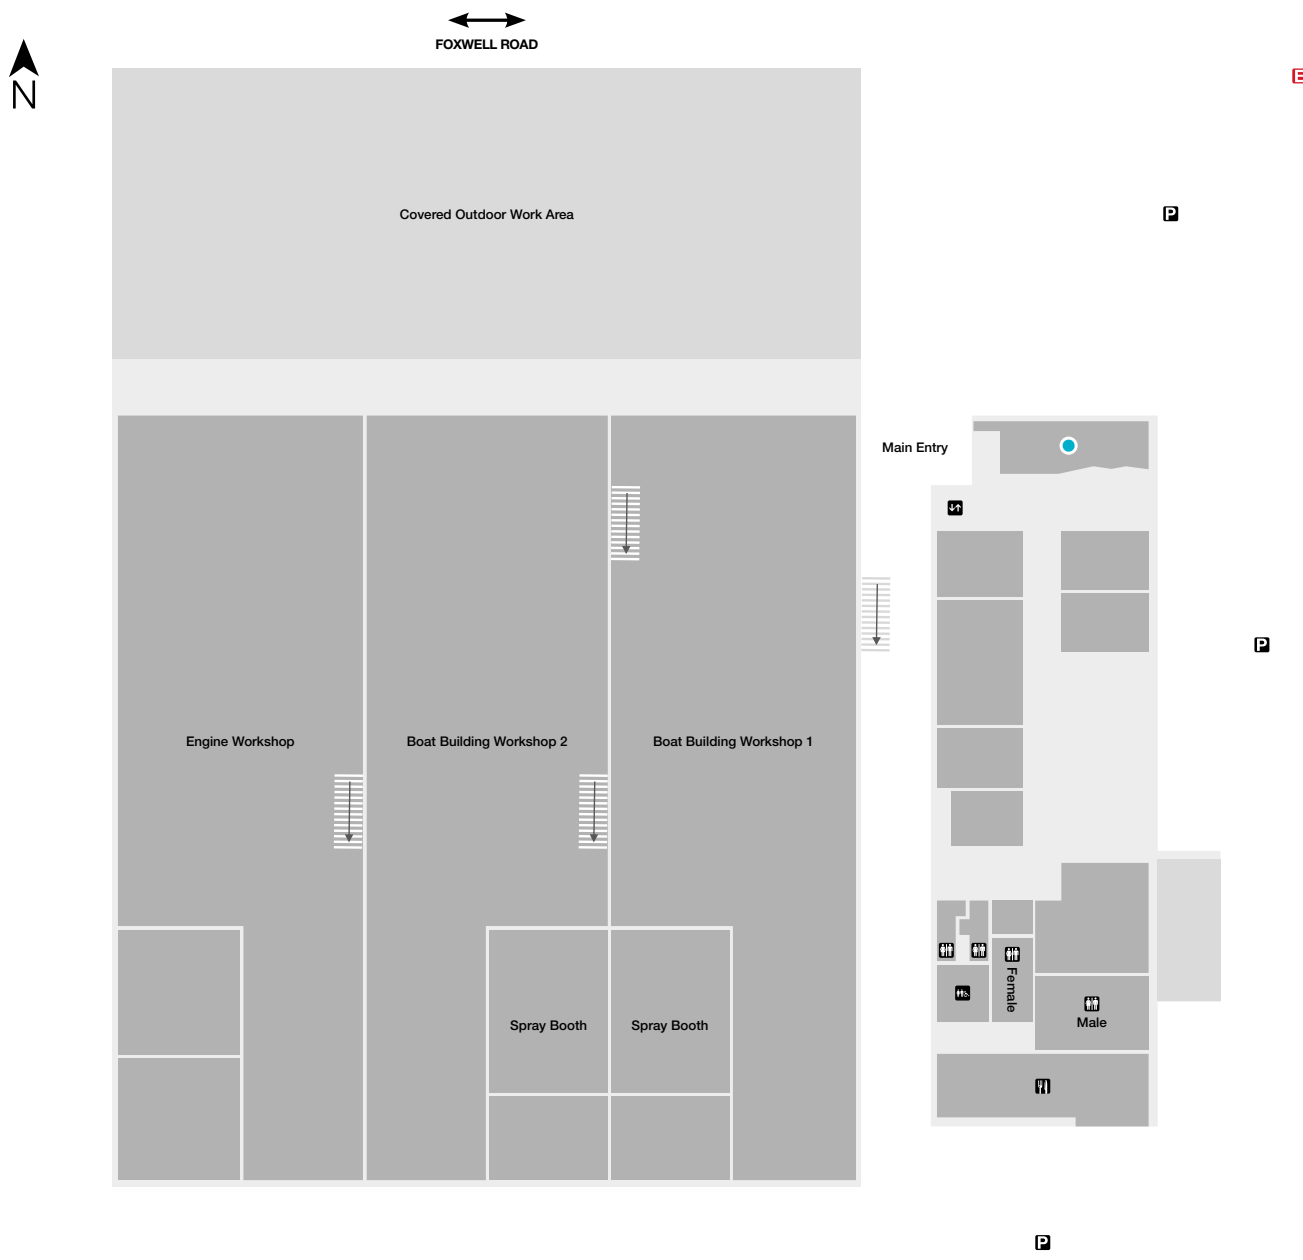 FOXWELL ROAD
N
E
Covered Outdoor Work Area
P
Main Entry
P
Engine Workshop
Boat Building Workshop 2
Boat Building Workshop 1
Female
Spray Booth
Spray Booth
Male
P